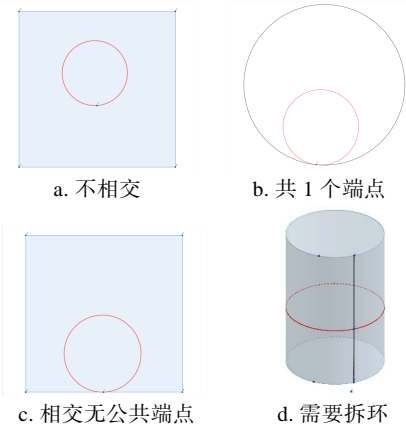 a. 不相交
b. 共 1 个端点
c. 相交无公共端点
d. 需要拆环